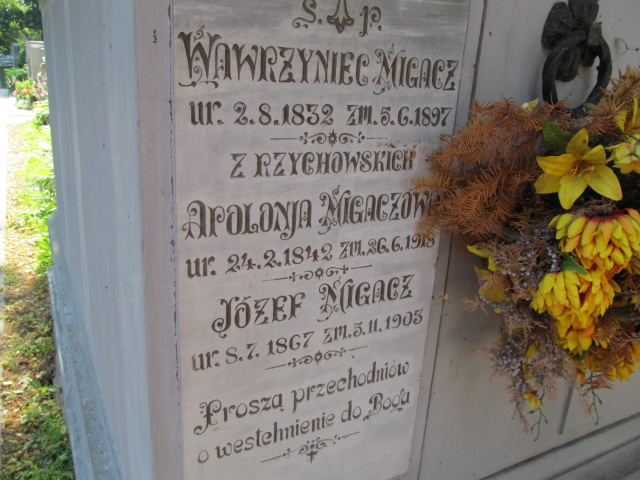 Ś. P.
WAWRZYNIEC MIGACZ
ur. 2.8.1832 zm. 5.6.1897
Z RZYCHOWSKICH
APOLONJA MIGACZOWA
ur. 24.2.1842 zm. 26.6.1918
JÓZEF MIGACZ
ur. 8.7.1867 zm. 5.11.1903
Proszą przechodniów
o westchnienie do Boga